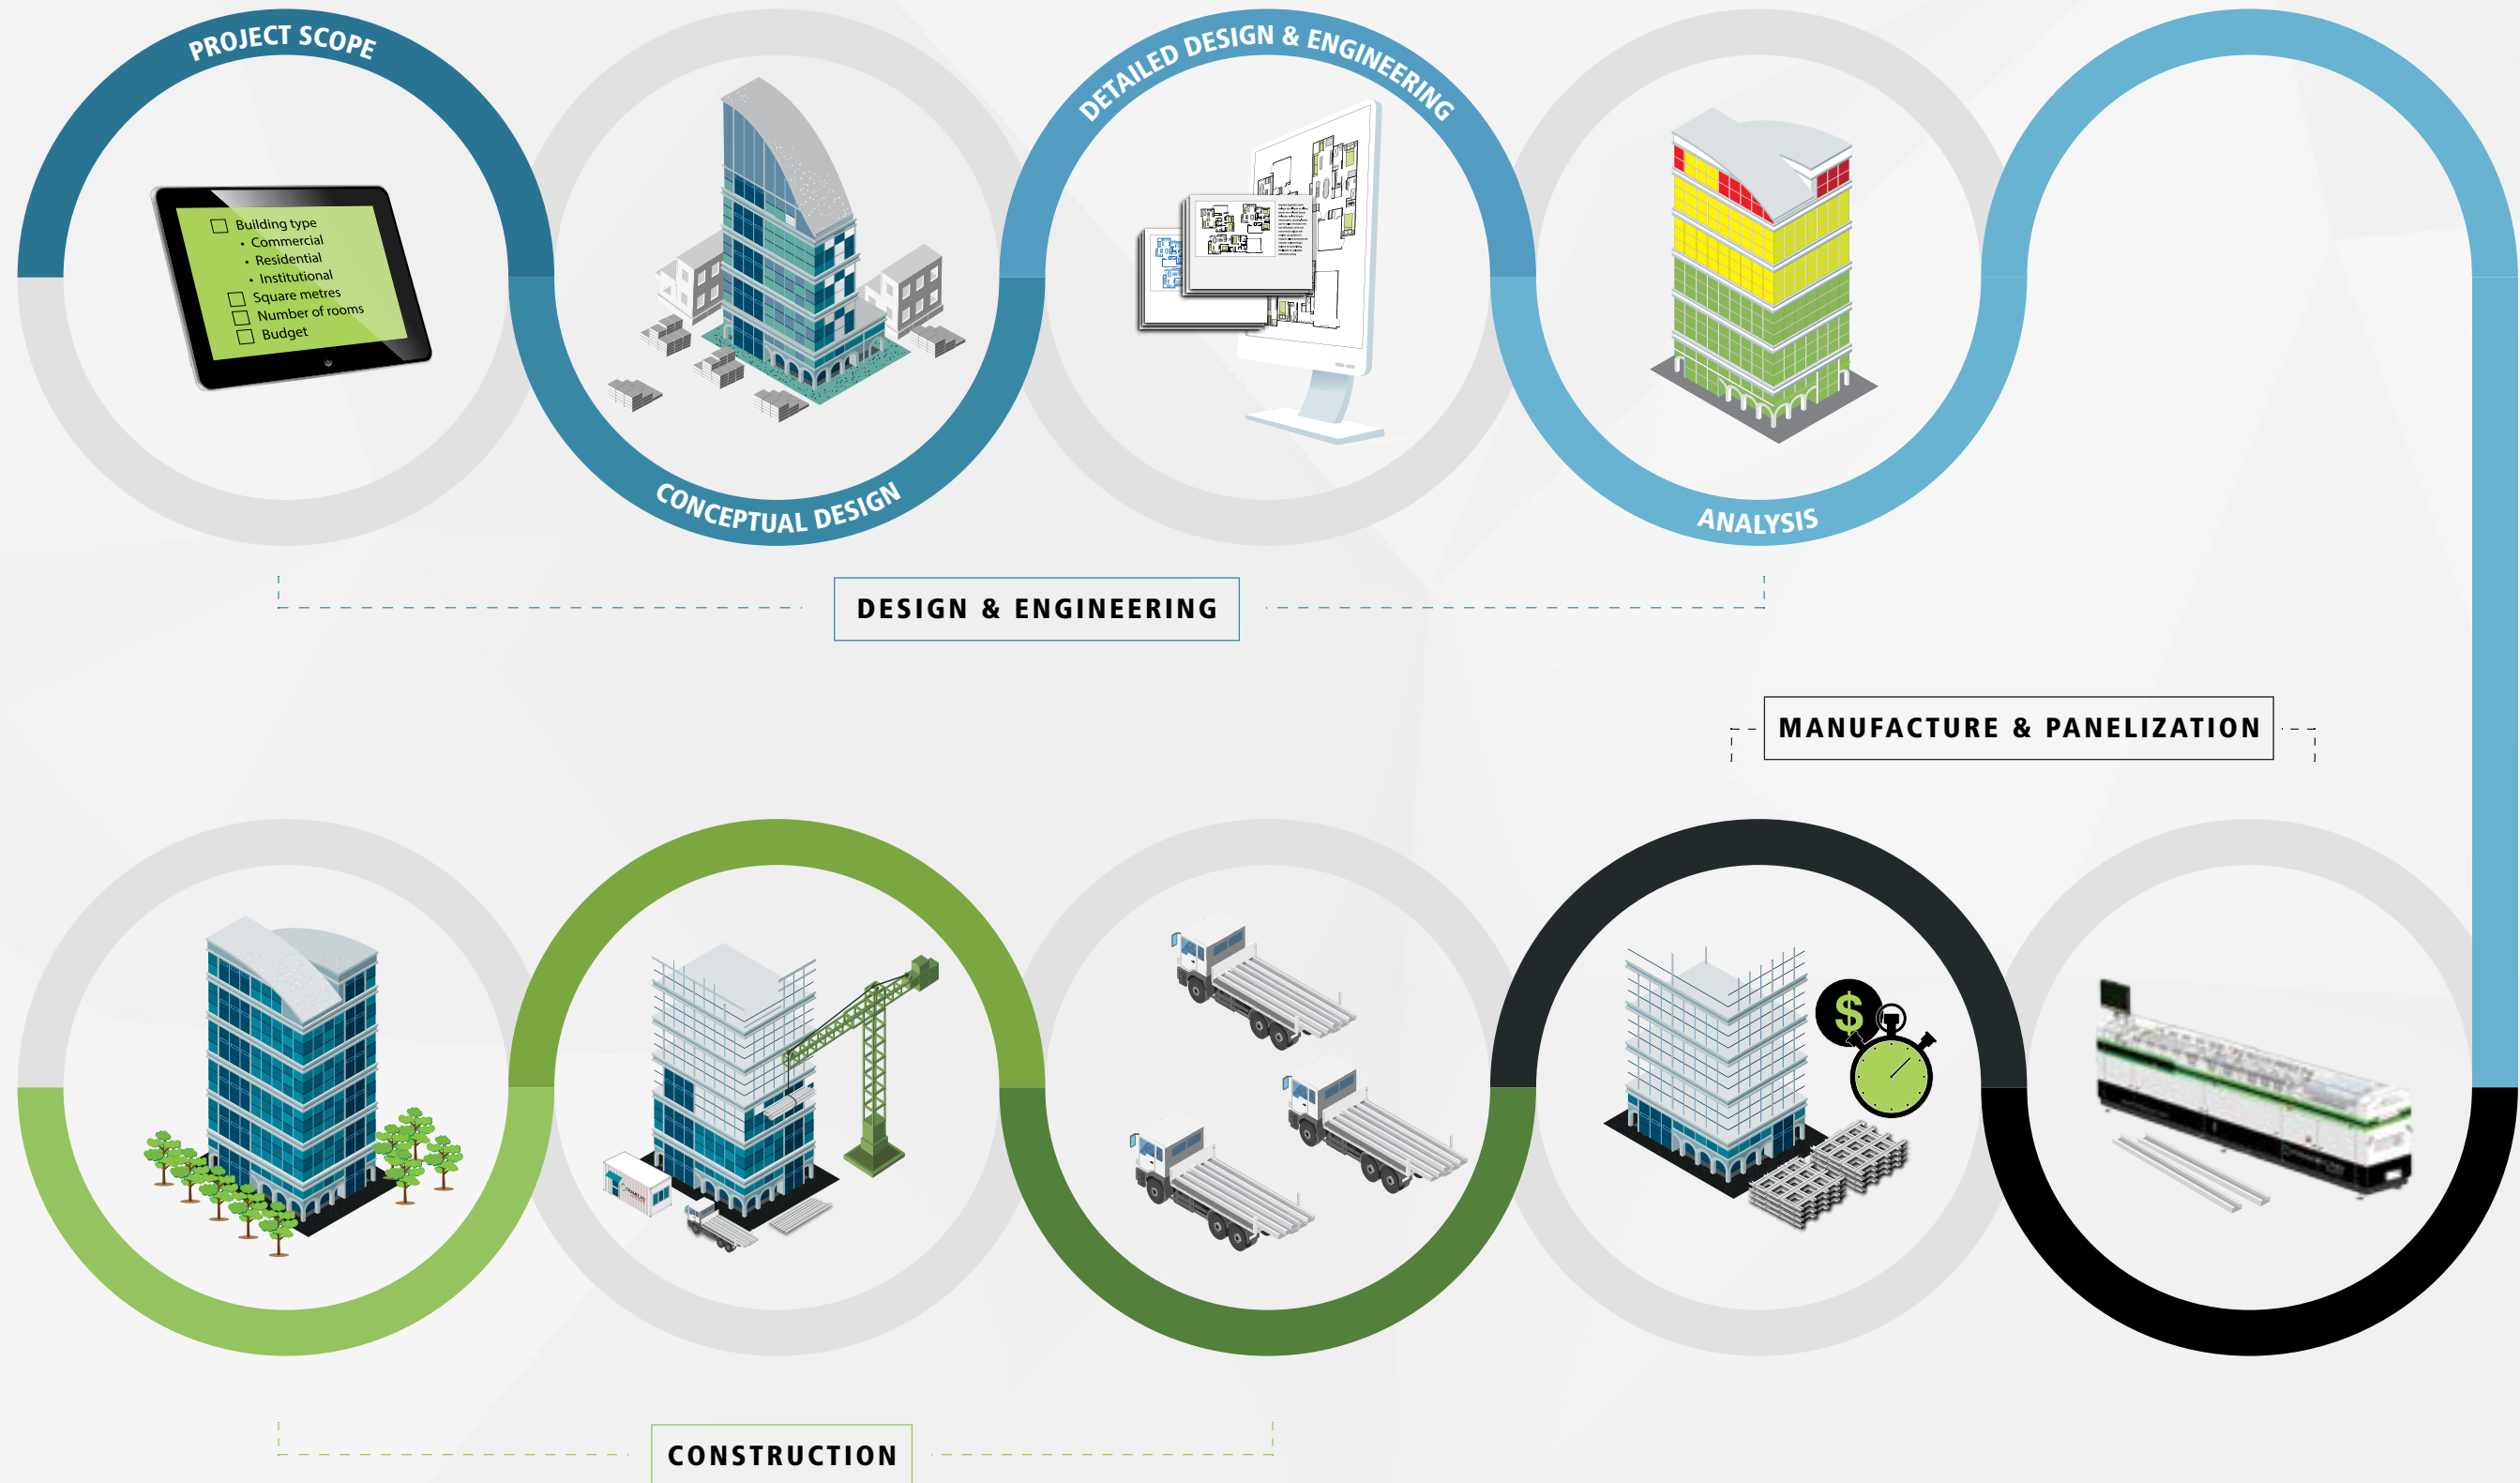 PROJECT SCOPE
Building type
• Commercial
• Residential
• Institutional
Square metres
Number of rooms
Budget
CONCEPTUAL DESIGN
DETAILED DESIGN & ENGINEERING
ANALYSIS
DESIGN & ENGINEERING
MANUFACTURE & PANELIZATION
$
CONSTRUCTION